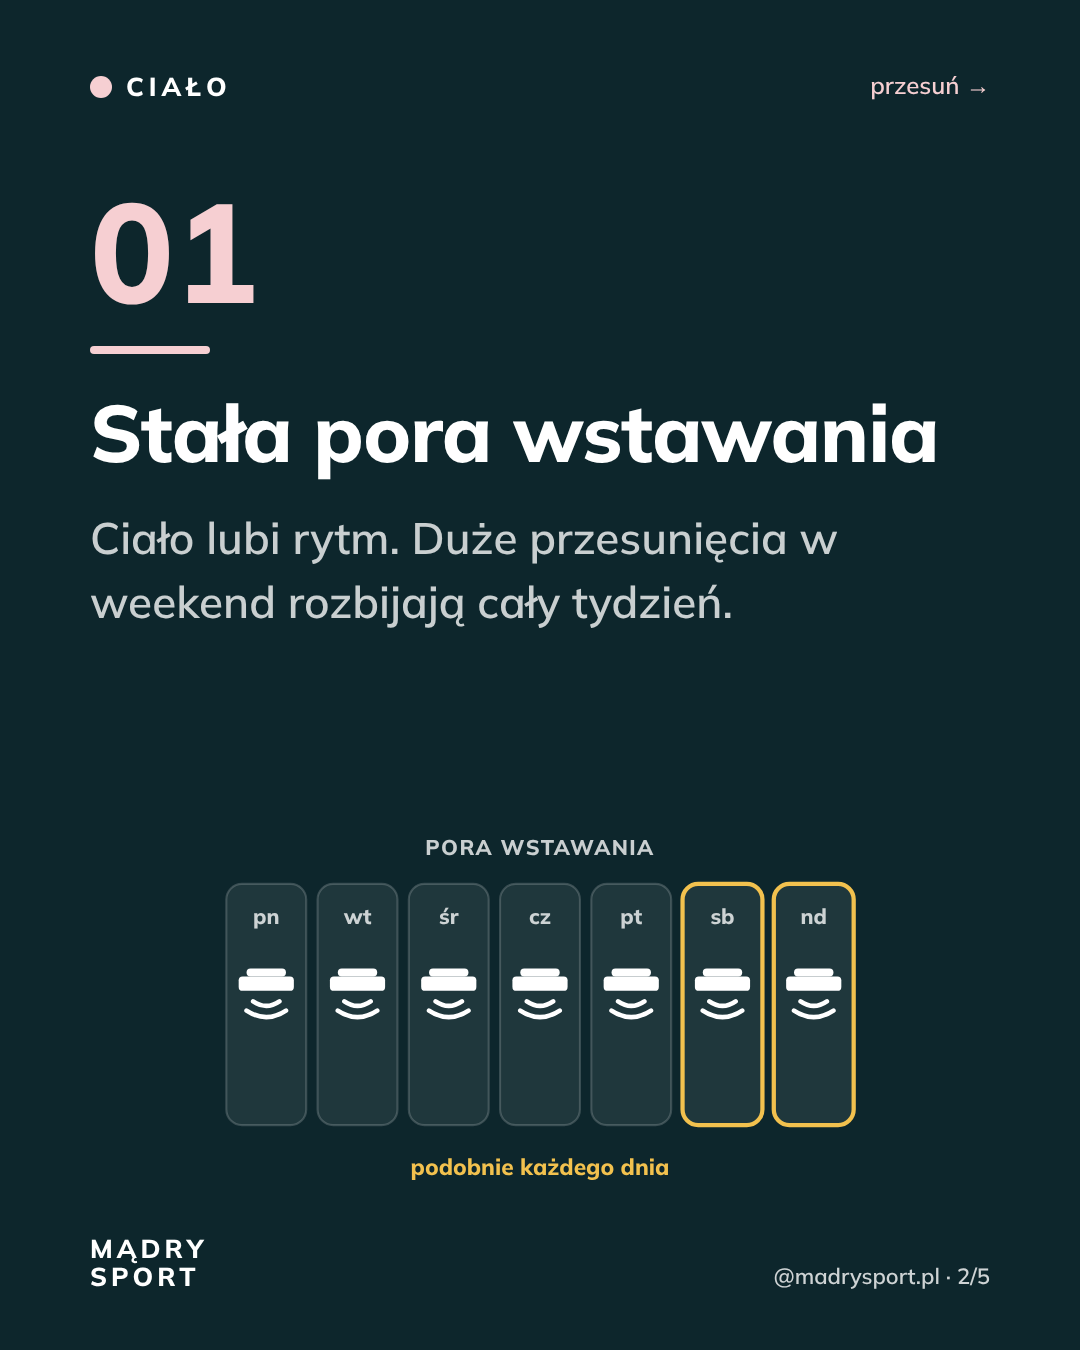 CIAŁO
przesuń →
01
Stała pora wstawania
Ciało lubi rytm. Duże przesunięcia w
weekend rozbijają cały tydzień.
PORA WSTAWANIA
pn wt śr cz pt sb nd
podobnie każdego dnia
MĄDRY
SPORT
@madrysport.pl · 2/5